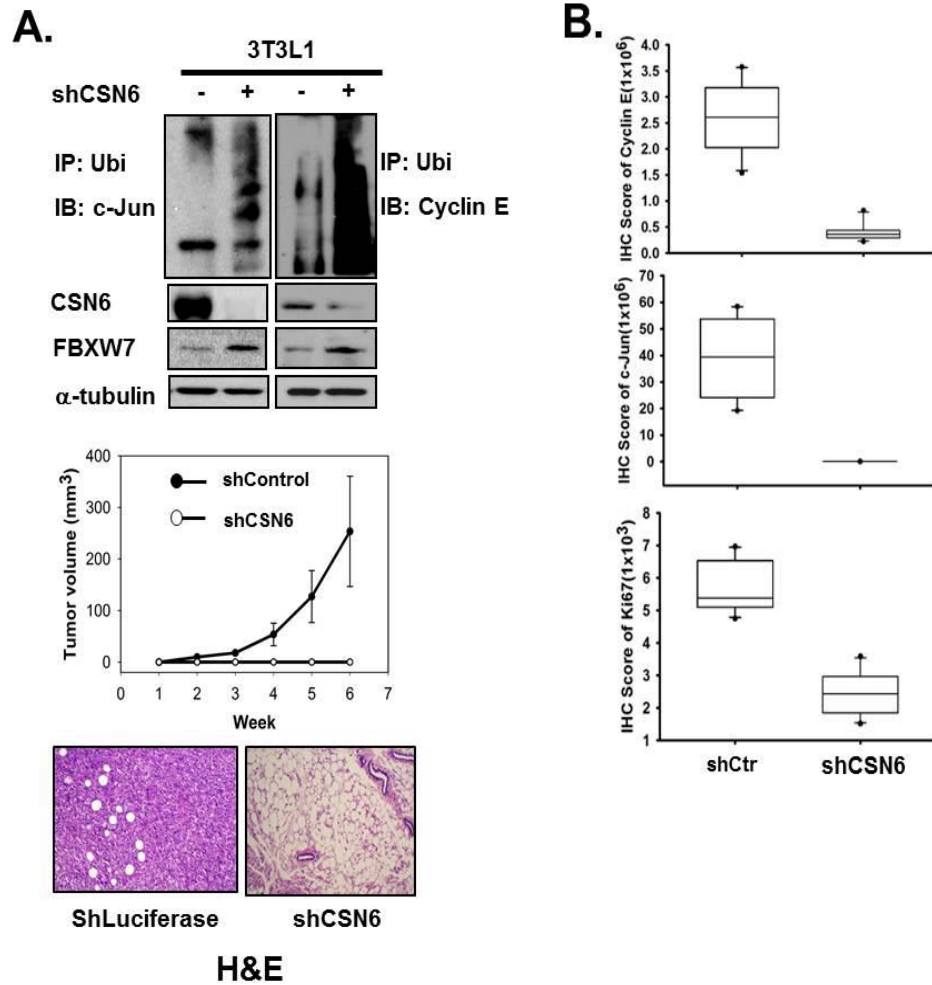 A.
3T3L1
shCSN6 - + - +
IP: Ubi
IB: c-Jun
IP: Ubi
IB: Cyclin E
CSN6
FBXW7
α-tubulin
Tumor volume (mm³)
400
300
200
100
0
shControl
shCSN6
0 1 2 3 4 5 6 7
Week
ShLuciferase
shCSN6
H&E
B.
IHC Score of Cyclin E(1x10⁶)
4.0
3.5
3.0
2.5
2.0
1.5
1.0
0.5
0.0
IHC Score of c-Jun(1x10⁶)
70
60
50
40
30
20
10
0
IHC Score of Ki67(1x10³)
8
7
6
5
4
3
2
1
shCtr
shCSN6